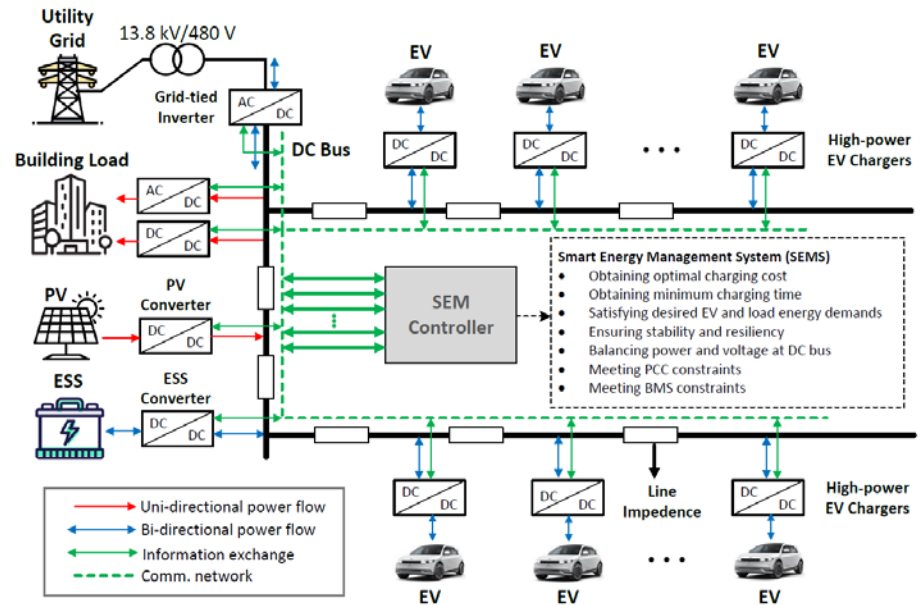 Utility
Grid
13.8 kV/480 V
Grid-tied
Inverter
AC
DC
DC Bus
EV
EV
EV
DC
DC
DC
DC
DC
DC
High-power
EV Chargers
Building Load
AC
DC
DC
DC
PV
PV
Converter
DC
DC
ESS
ESS
Converter
DC
DC
SEM
Controller
Smart Energy Management System (SEMS)
● Obtaining optimal charging cost
● Obtaining minimum charging time
● Satisfying desired EV and load energy demands
● Ensuring stability and resiliency
● Balancing power and voltage at DC bus
● Meeting PCC constraints
● Meeting BMS constraints
Line
Impedence
DC
DC
DC
DC
DC
DC
High-power
EV Chargers
EV
EV
EV
Uni-directional power flow
Bi-directional power flow
Information exchange
Comm. network